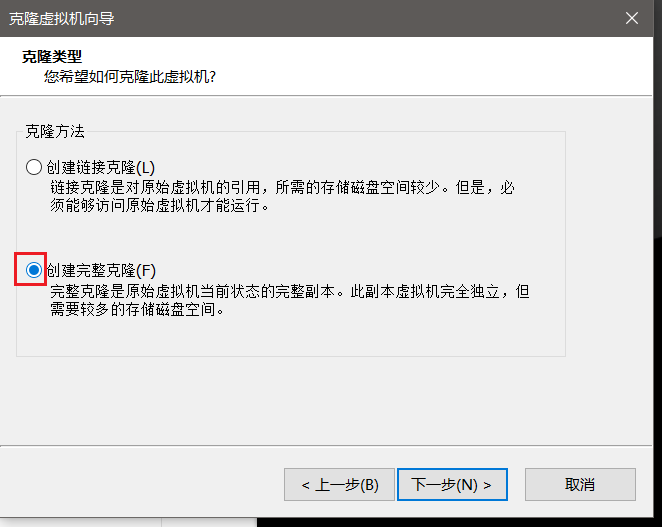 克隆虚拟机向导
克隆类型
您希望如何克隆此虚拟机?
克隆方法
创建链接克隆(L)
链接克隆是对原始虚拟机的引用，所需的存储磁盘空间较少。但是，必
须能够访问原始虚拟机才能运行。
创建完整克隆(F)
完整克隆是原始虚拟机当前状态的完整副本。此副本虚拟机完全独立，但
需要较多的存储磁盘空间。
< 上一步(B) 下一步(N) > 取消